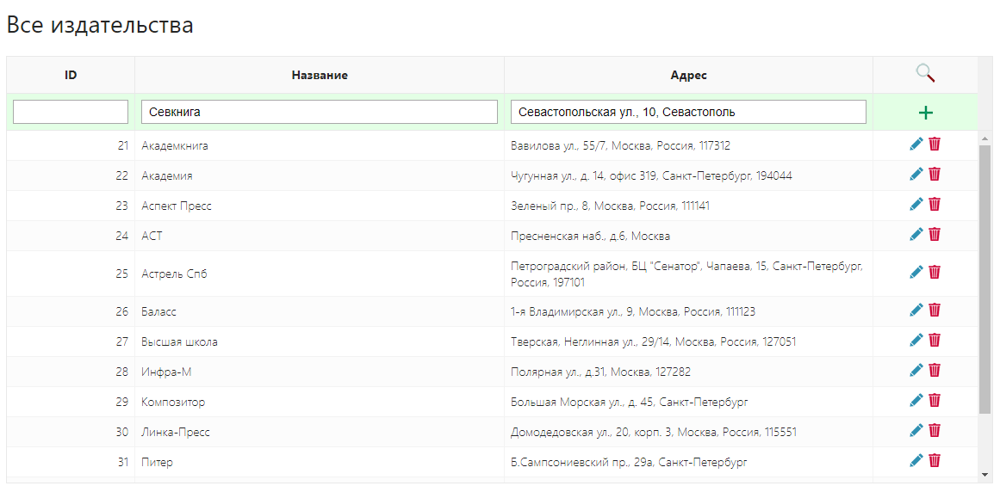 Все издательства
ID Название Адрес
Севкнига Севастопольская ул., 10, Севастополь
21 Академкнига Вавилова ул., 55/7, Москва, Россия, 117312
22 Академия Чугунная ул., д. 14, офис 319, Санкт-Петербург, 194044
23 Аспект Пресс Зеленый пр., 8, Москва, Россия, 111141
24 АСТ Пресненская наб., д.6, Москва
25 Астрель Спб Петроградский район, БЦ "Сенатор", Чапаева, 15, Санкт-Петербург,
Россия, 197101
26 Баласс 1-я Владимирская ул., 9, Москва, Россия, 111123
27 Высшая школа Тверская, Неглинная ул., 29/14, Москва, Россия, 127051
28 Инфра-М Полярная ул., д.31, Москва, 127282
29 Композитор Большая Морская ул., д. 45, Санкт-Петербург
30 Линка-Пресс Домодедовская ул., 20, корп. 3, Москва, Россия, 115551
31 Питер Б.Сампсониевский пр., 29а, Санкт-Петербург